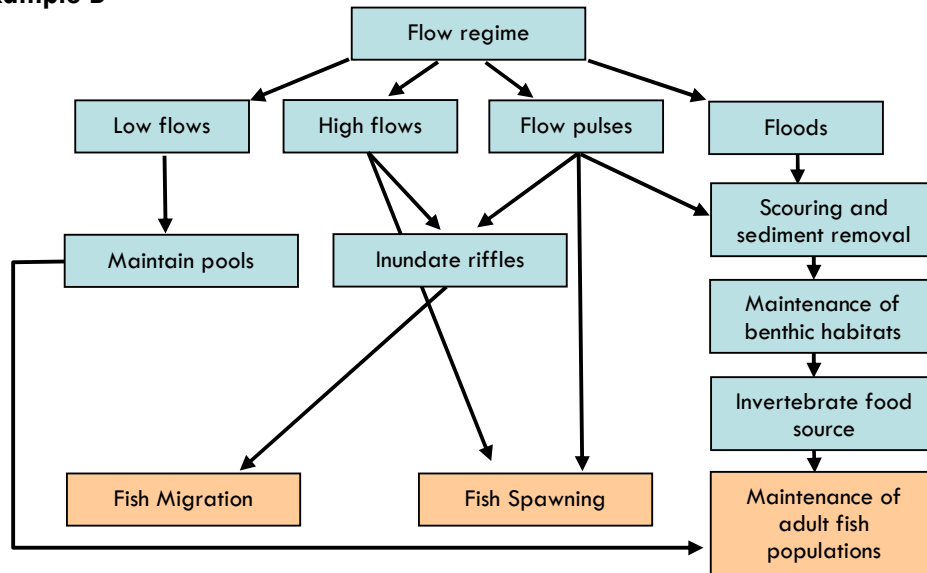 Flow regime
Low flows
High flows
Flow pulses
Floods
Scouring and
sediment removal
Maintain pools
Inundate riffles
Maintenance of
benthic habitats
Invertebrate food
source
Fish Migration
Fish Spawning
Maintenance of
adult fish
populations